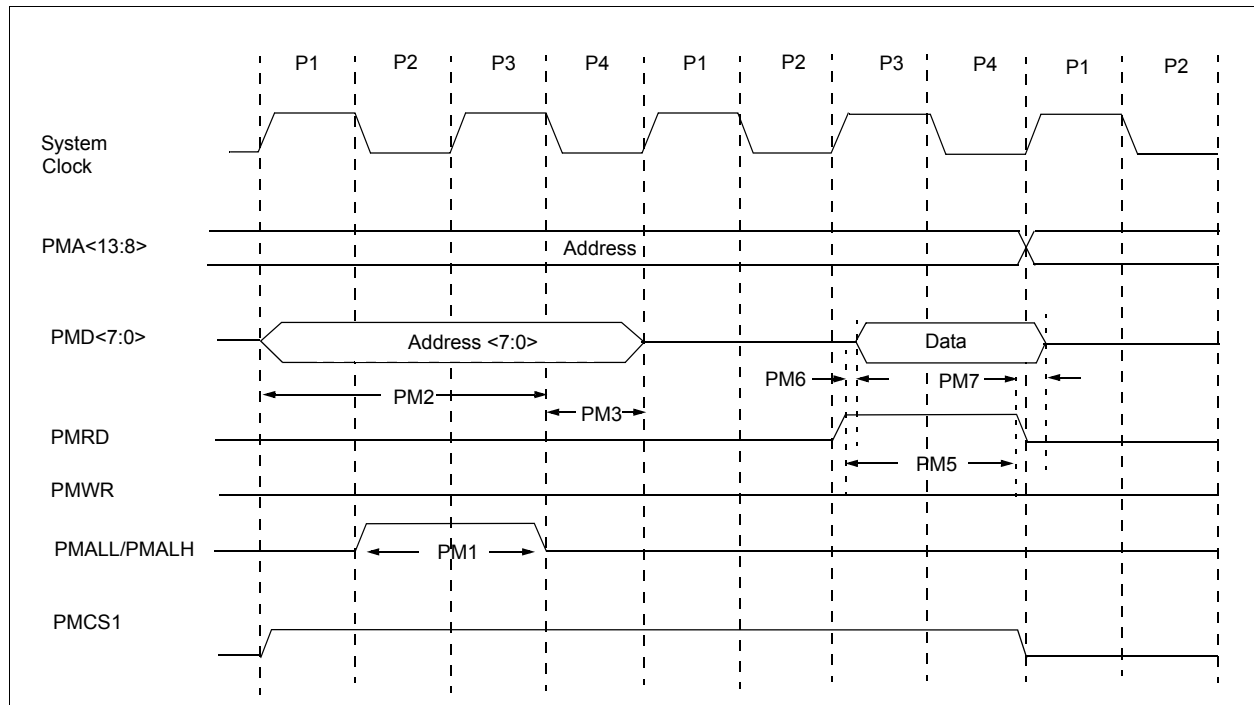 P1 P2 P3 P4 P1 P2 P3 P4 P1 P2
System
Clock
PMA<13:8>
Address
PMD<7:0>
Address <7:0>
Data
PM2
PM3
PM6
PM7
PMRD
PM5
PMWR
PMALL/PMALH
PM1
PMCS1